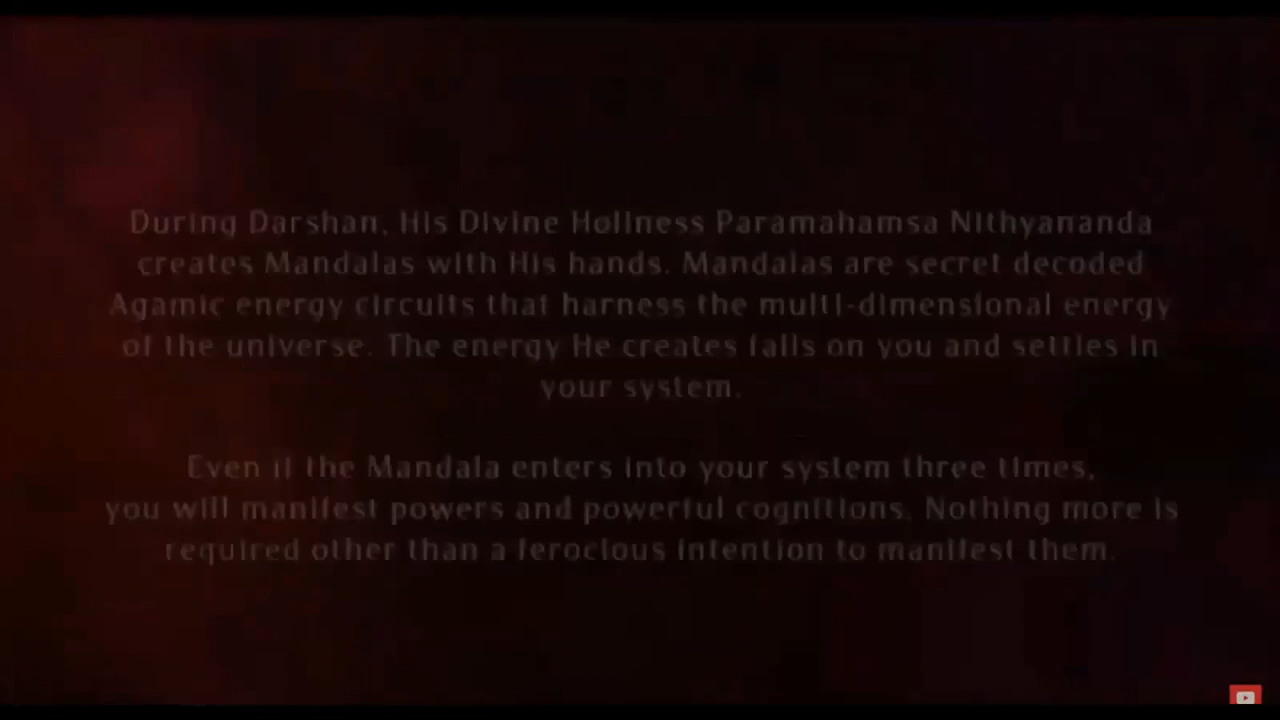 During Darshan, His Divine Holiness Paramahamsa Nithyananda
creates Mandalas with His hands. Mandalas are secret decoded
Agamic energy circuits that harness the multi-dimensional energy
of the universe. The energy He creates falls on you and settles in
your system.
Even if the Mandala enters into your system three times,
you will manifest powers and powerful cognitions. Nothing more is
required other than a ferocious intention to manifest them.